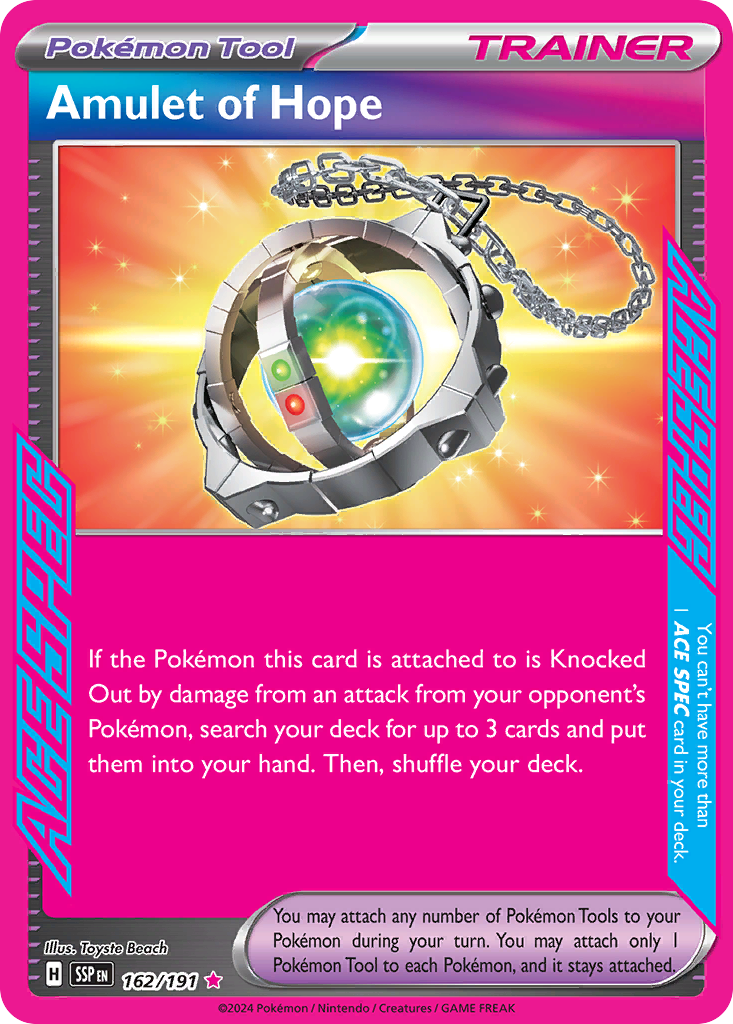 Pokémon Tool
TRAINER
Amulet of Hope
ACE SPEC
ACE SPEC
If the Pokémon this card is attached to is Knocked
Out by damage from an attack from your opponent's
Pokémon, search your deck for up to 3 cards and put
them into your hand. Then, shuffle your deck.
You can't have more than
1 ACE SPEC card in your deck.
You may attach any number of Pokémon Tools to your
Pokémon during your turn. You may attach only 1
Pokémon Tool to each Pokémon, and it stays attached.
Illus. Toyste Beach
H SSP EN 162/191
©2024 Pokémon / Nintendo / Creatures / GAME FREAK